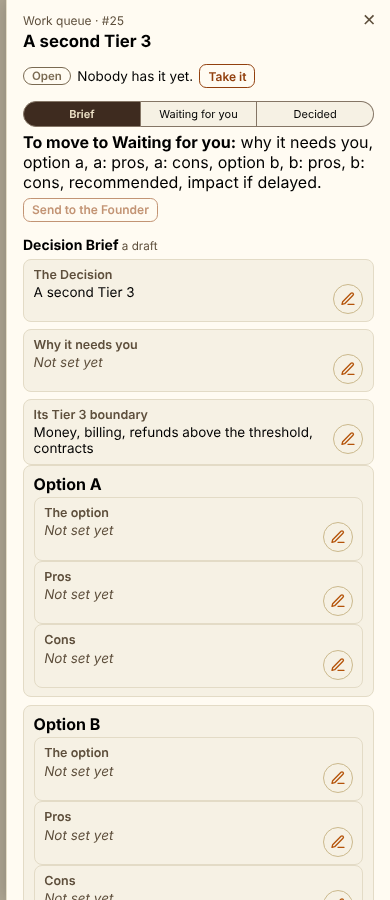 Work queue · #25
A second Tier 3
Open Nobody has it yet. Take it
Brief Waiting for you Decided
To move to Waiting for you: why it needs you,
option a, a: pros, a: cons, option b, b: pros, b:
cons, recommended, impact if delayed.
Send to the Founder
Decision Brief a draft
The Decision
A second Tier 3
Why it needs you
Not set yet
Its Tier 3 boundary
Money, billing, refunds above the threshold,
contracts
Option A
The option
Not set yet
Pros
Not set yet
Cons
Not set yet
Option B
The option
Not set yet
Pros
Not set yet
Cons
Not set yet